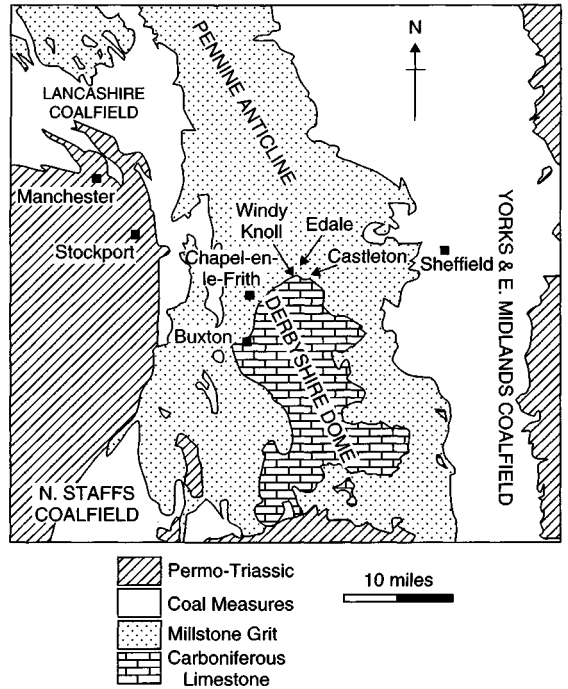 N
PENNINE ANTICLINE
LANCASHIRE
COALFIELD
Manchester
Stockport
Windy
Knoll
Edale
Castleton
Chapel-en-
le-Frith
Sheffield
Buxton
DERBYSHIRE DOME
YORKS & E. MIDLANDS COALFIELD
N. STAFFS
COALFIELD
Permo-Triassic
Coal Measures
Millstone Grit
Carboniferous
Limestone
10 miles